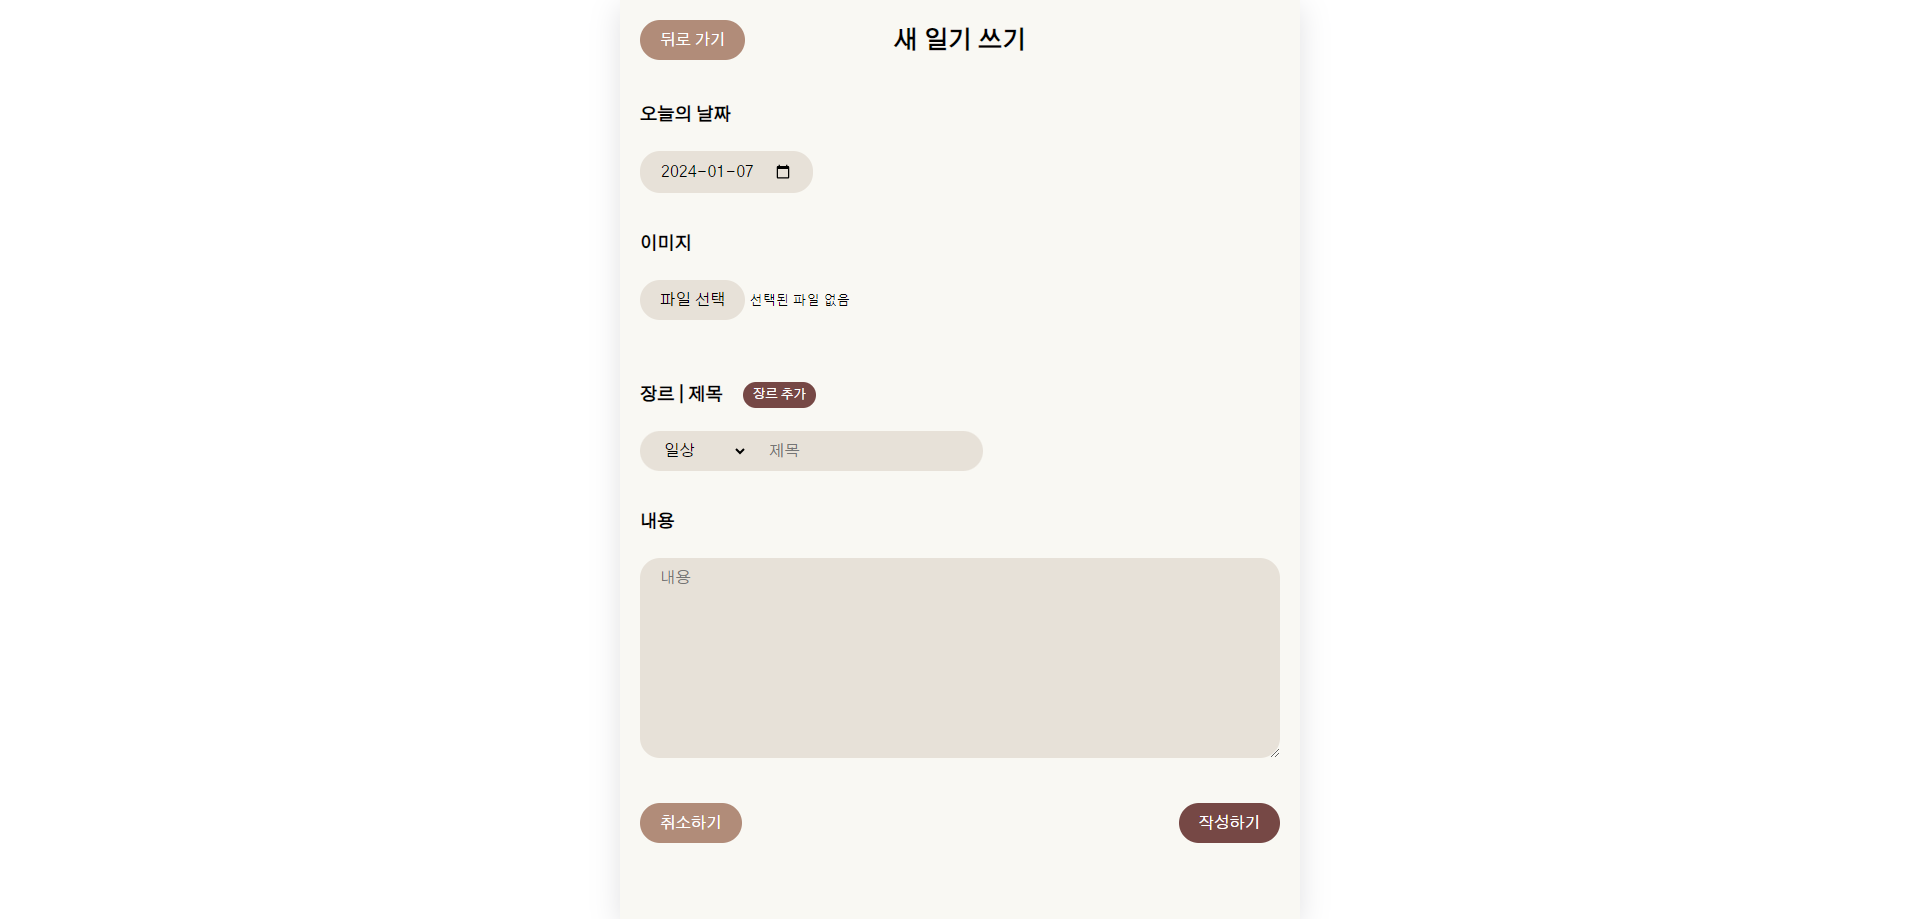 뒤로 가기
새 일기 쓰기
오늘의 날짜
2024-01-07
이미지
파일 선택 선택된 파일 없음
장르 | 제목 장르 추가
일상 제목
내용
내용
취소하기 작성하기